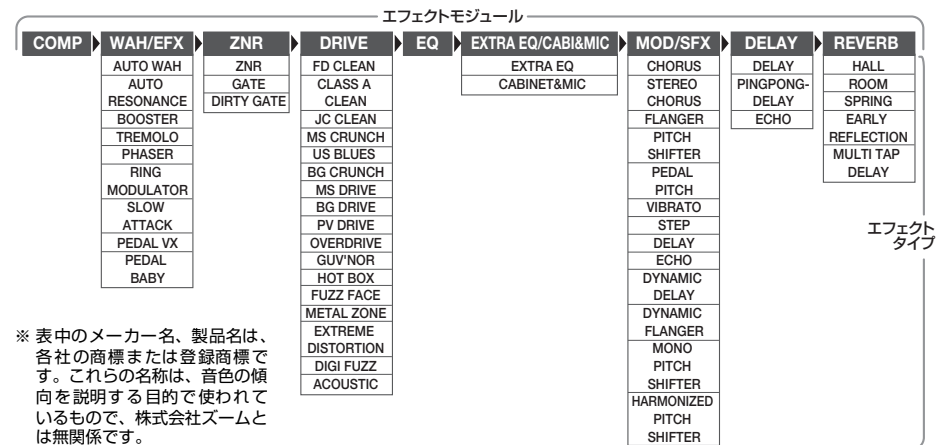 エフェクトモジュール
COMP WAH/EFX ZNR DRIVE EQ EXTRA EQ/CABI&MIC MOD/SFX DELAY REVERB
AUTO WAH
AUTO
RESONANCE
BOOSTER
TREMOLO
PHASER
RING
MODULATOR
SLOW
ATTACK
PEDAL VX
PEDAL
BABY
ZNR
GATE
DIRTY GATE
FD CLEAN
CLASS A
CLEAN
JC CLEAN
MS CRUNCH
US BLUES
BG CRUNCH
MS DRIVE
BG DRIVE
PV DRIVE
OVERDRIVE
GUV'NOR
HOT BOX
FUZZ FACE
METAL ZONE
EXTREME
DISTORTION
DIGI FUZZ
ACOUSTIC
EXTRA EQ
CABINET&MIC
CHORUS
STEREO
CHORUS
FLANGER
PITCH
SHIFTER
PEDAL
PITCH
VIBRATO
STEP
DELAY
ECHO
DYNAMIC
DELAY
DYNAMIC
FLANGER
MONO
PITCH
SHIFTER
HARMONIZED
PITCH
SHIFTER
DELAY
PINGPONG-
DELAY
ECHO
HALL
ROOM
SPRING
EARLY
REFLECTION
MULTI TAP
DELAY
エフェクト
タイプ
※ 表中のメーカー名、製品名は、
各社の商標または登録商標で
す。これらの名称は、音色の傾
向を説明する目的で使われて
いるもので、株式会社ズームと
は無関係です。